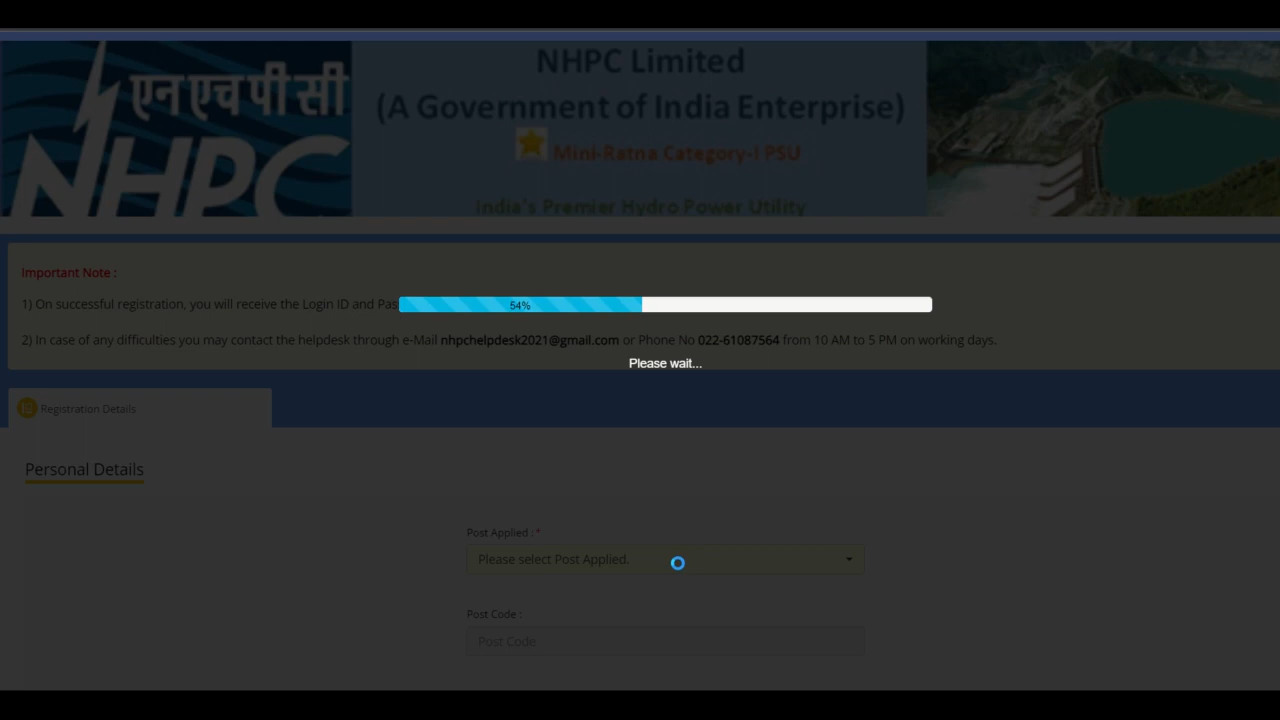 एन एच पी सी
NHPC
NHPC Limited
(A Government of India Enterprise)
Mini-Ratna Category-I PSU
India's Premier Hydro Power Utility
Important Note :
1) On successful registration, you will receive the Login ID and Pas
54%
2) In case of any difficulties you may contact the helpdesk through e-Mail nhpchelpdesk2021@gmail.com or Phone No 022-61087564 from 10 AM to 5 PM on working days.
Please wait...
Registration Details
Personal Details
Post Applied : *
Please select Post Applied.
Post Code :
Post Code